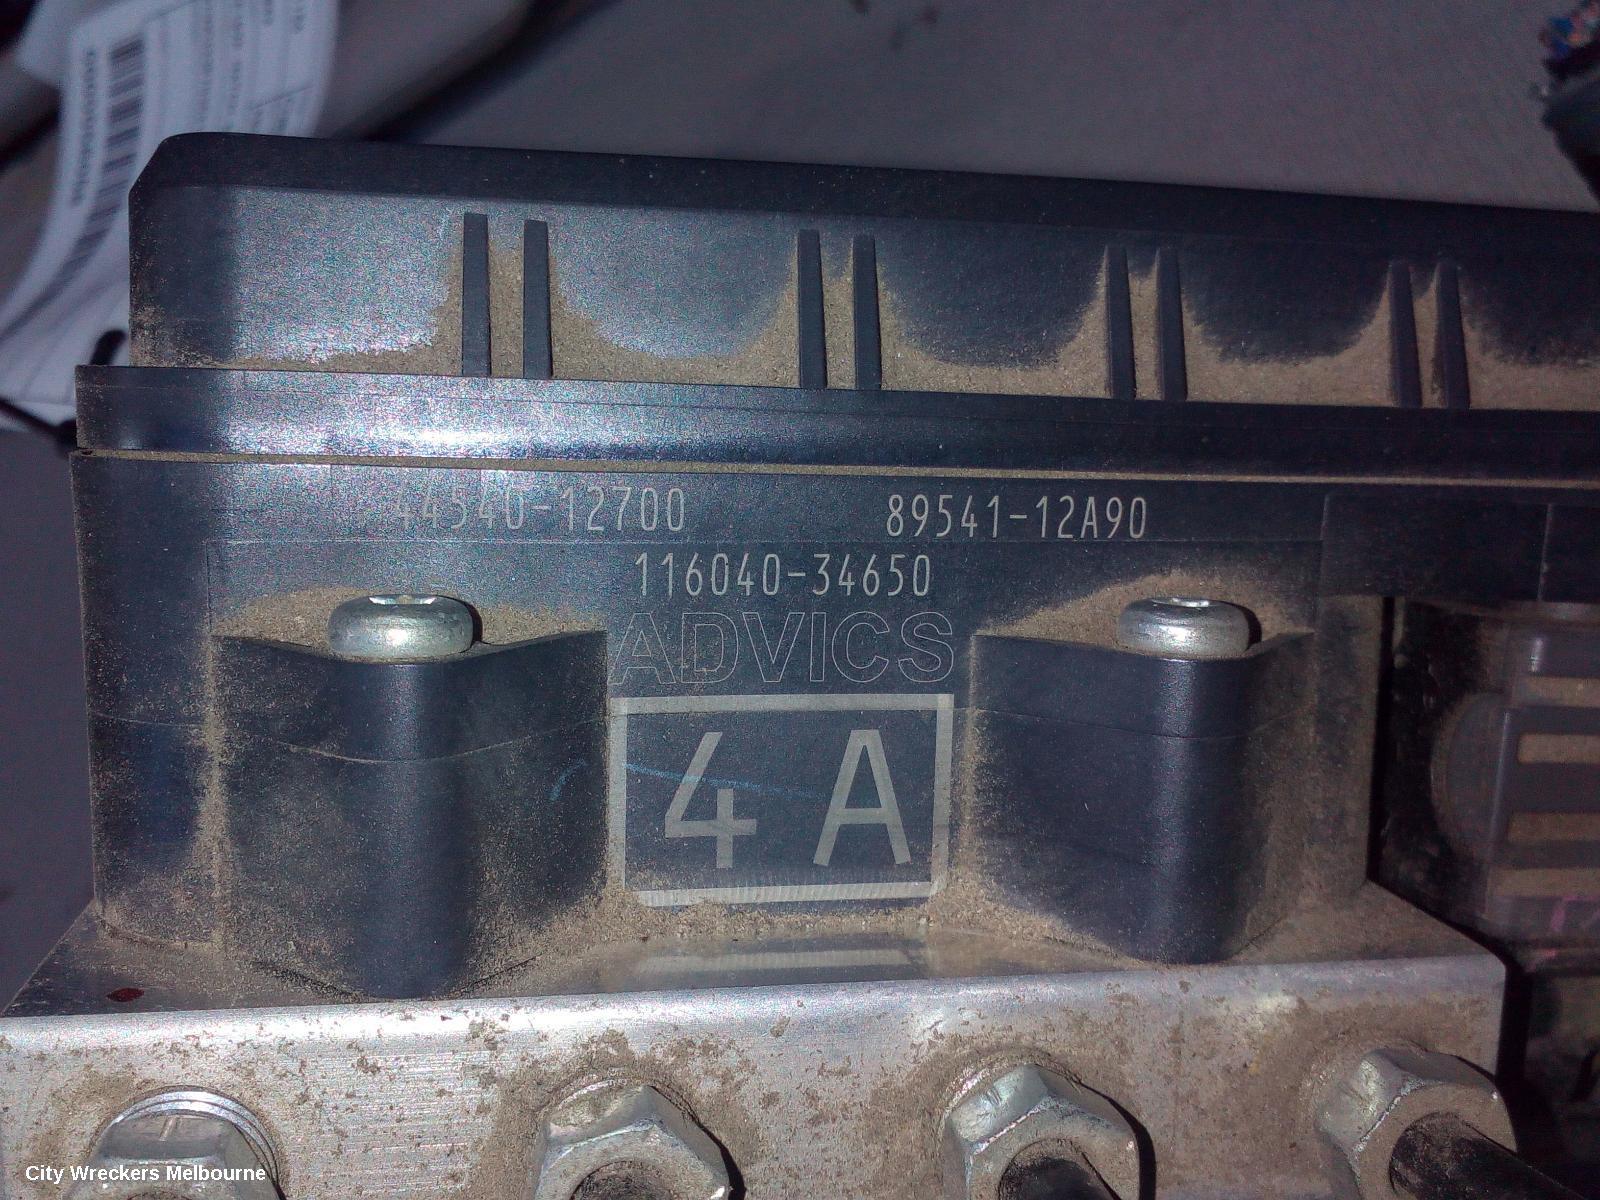 44540-12700 89541-12A90
116040-34650
ADVICS
4 A
City Wreckers Melbourne